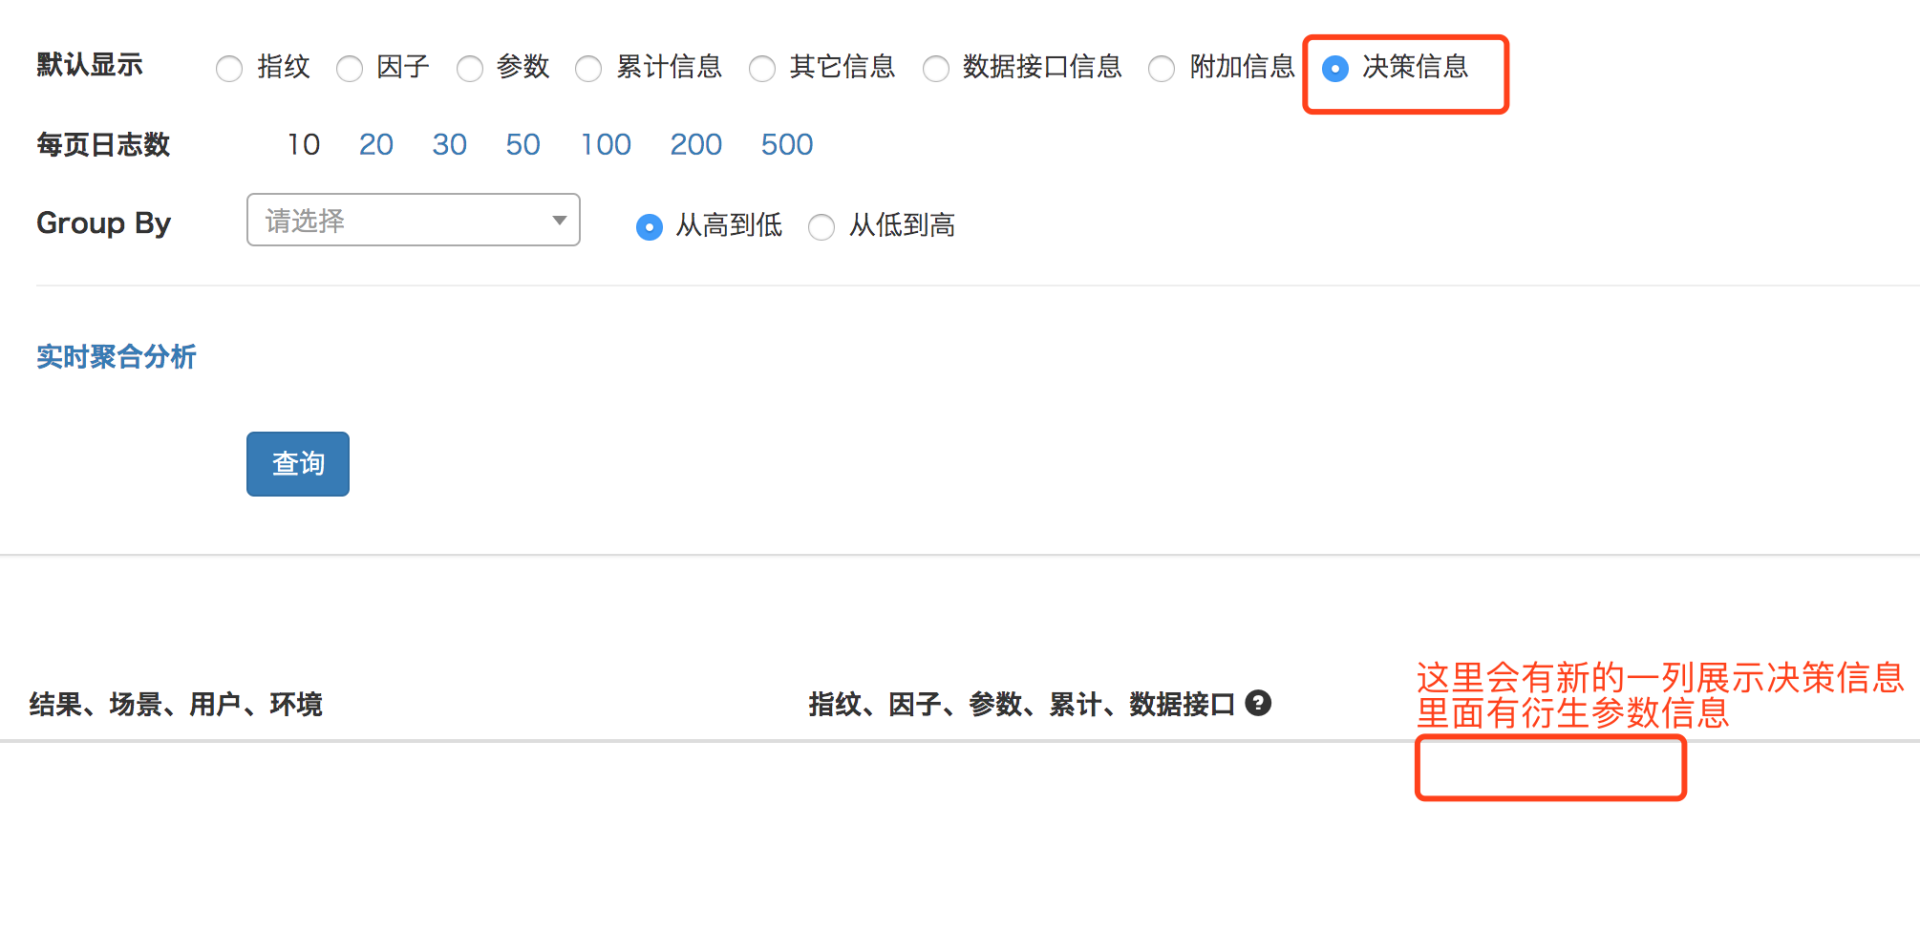 默认显示 指纹 因子 参数 累计信息 其它信息 数据接口信息 附加信息 决策信息
每页日志数 10 20 30 50 100 200 500
Group By 请选择 从高到低 从低到高
实时聚合分析
查询
这里会有新的一列展示决策信息
里面有衍生参数信息
结果、场景、用户、环境 指纹、因子、参数、累计、数据接口 ?